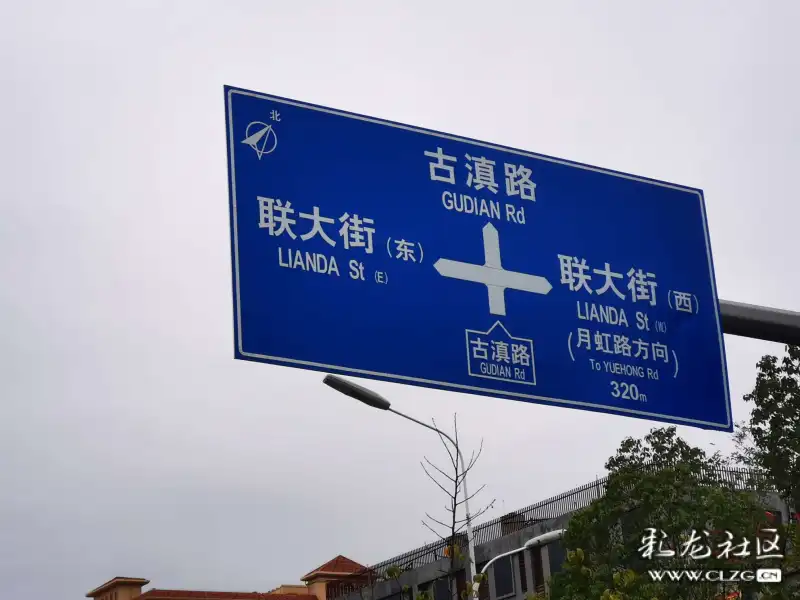 北
古滇路
GUDIAN Rd
联大街(东)
LIANDA St (E)
联大街(西)
LIANDA St (W)
(月虹路方向)
To YUEHONG Rd
320m
古滇路
GUDIAN Rd
彩龙社区
WWW.CLZG.CN